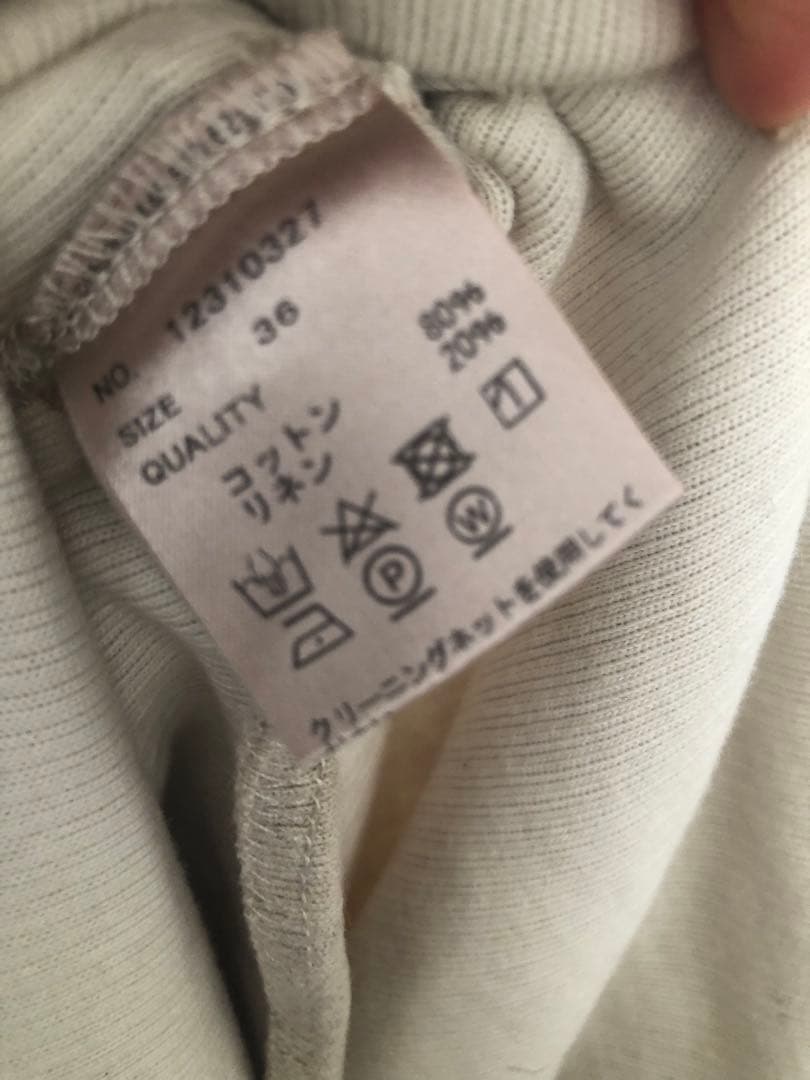 NO. 12310327
SIZE 36
QUALITY
コットン 80%
リネン 20%
P W
クリーニングネットを使用してく